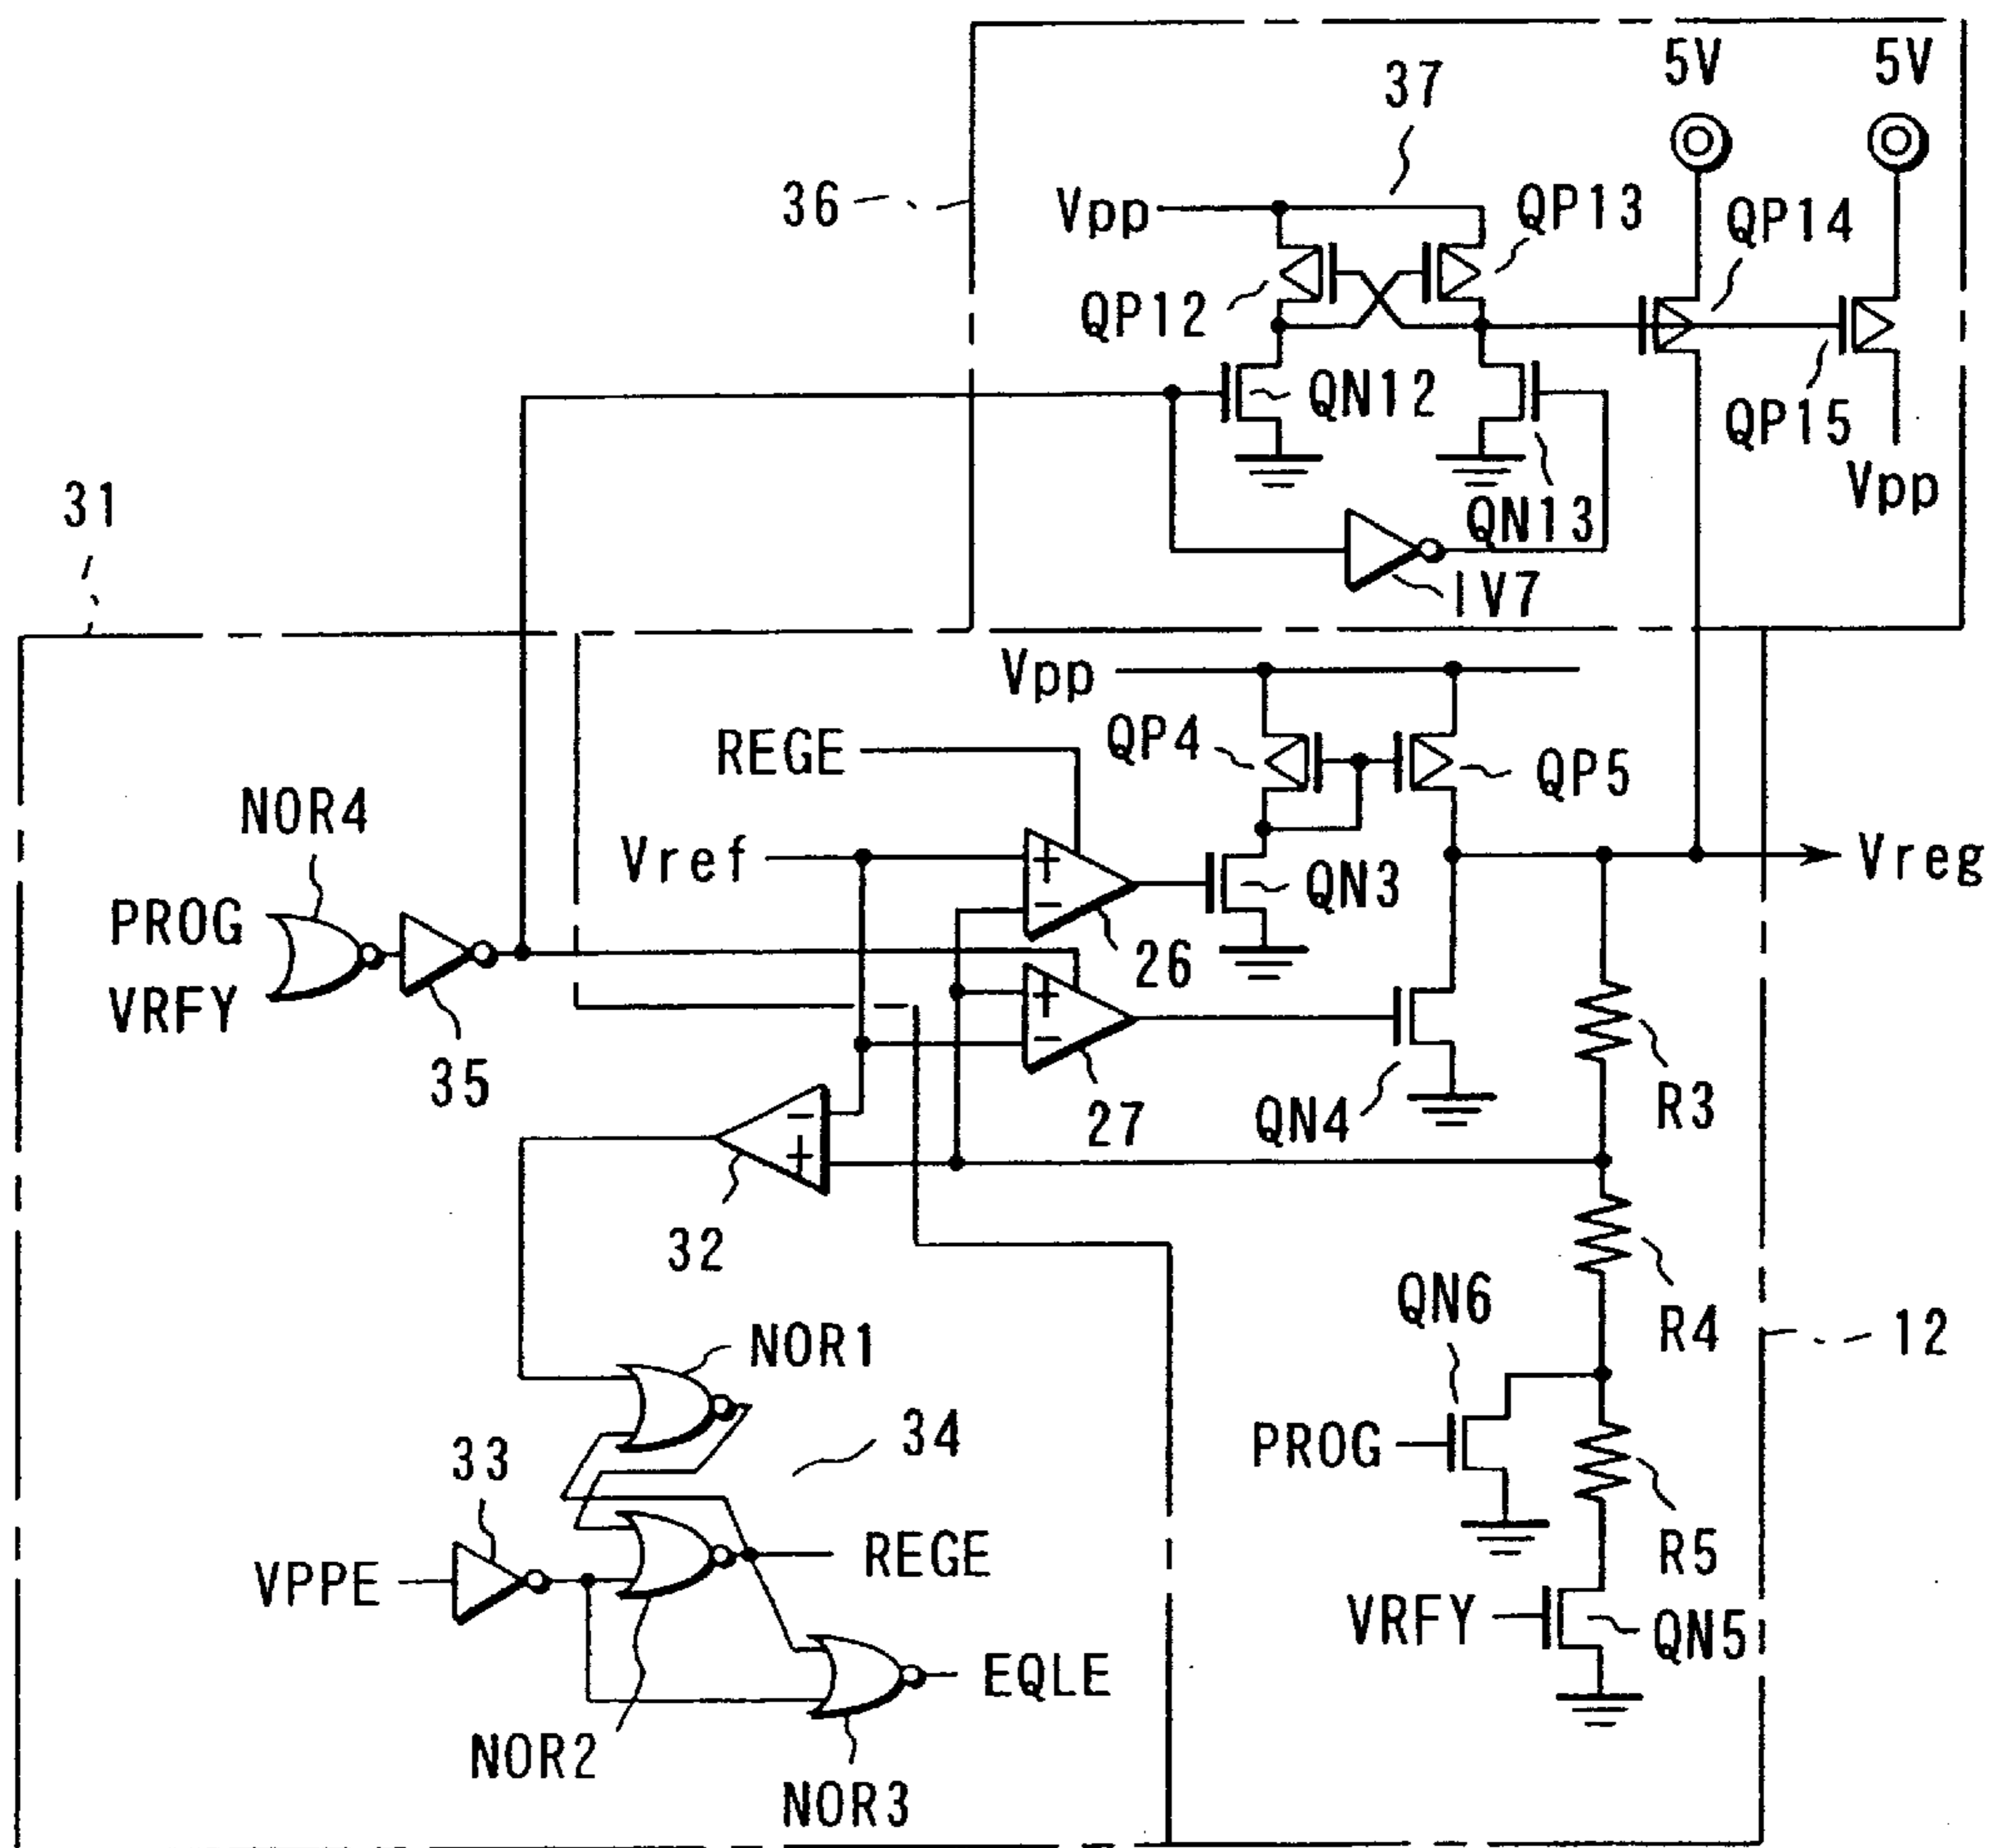 5V 5V
37
36
Vpp
QP13
QP14
QP12
QN12
QP15
Vpp
31
QN13
IV7
Vpp
QP4
REGE
QP5
NOR4
Vref
Vreg
QN3
PROG
26
VRFY
35
27
QN4
R3
32
QN6
R4
12
NOR1
34
33
PROG
REGE
R5
VPPE
VRFY
QN5
EQLE
NOR2
NOR3
+
-
+
-
-
+